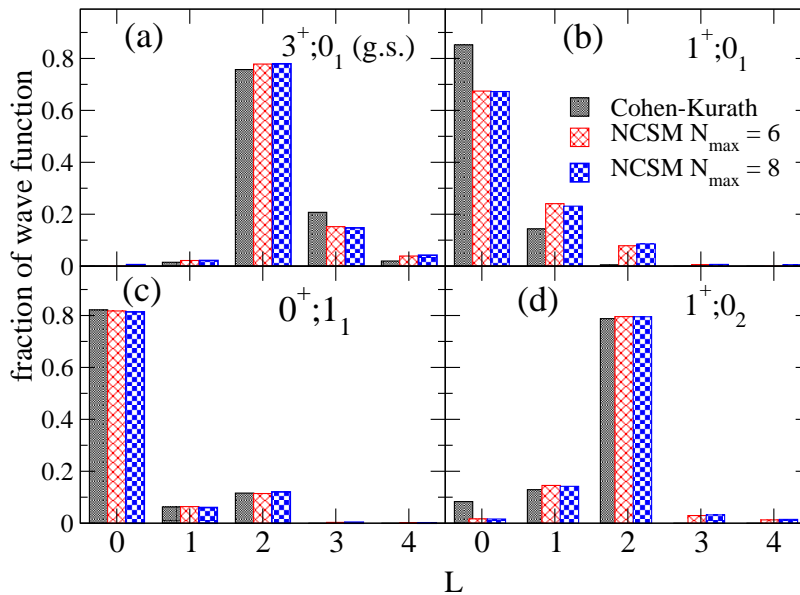 (a)
3⁺;0₁ (g.s.)
(b)
1⁺;0₁
Cohen-Kurath
NCSM Nₘₐₓ = 6
NCSM Nₘₐₓ = 8
0.8
0.6
0.4
0.2
0
fraction of wave function
(c)
0⁺;1₁
(d)
1⁺;0₂
0.8
0.6
0.4
0.2
0
0 1 2 3 4
0 1 2 3 4
L